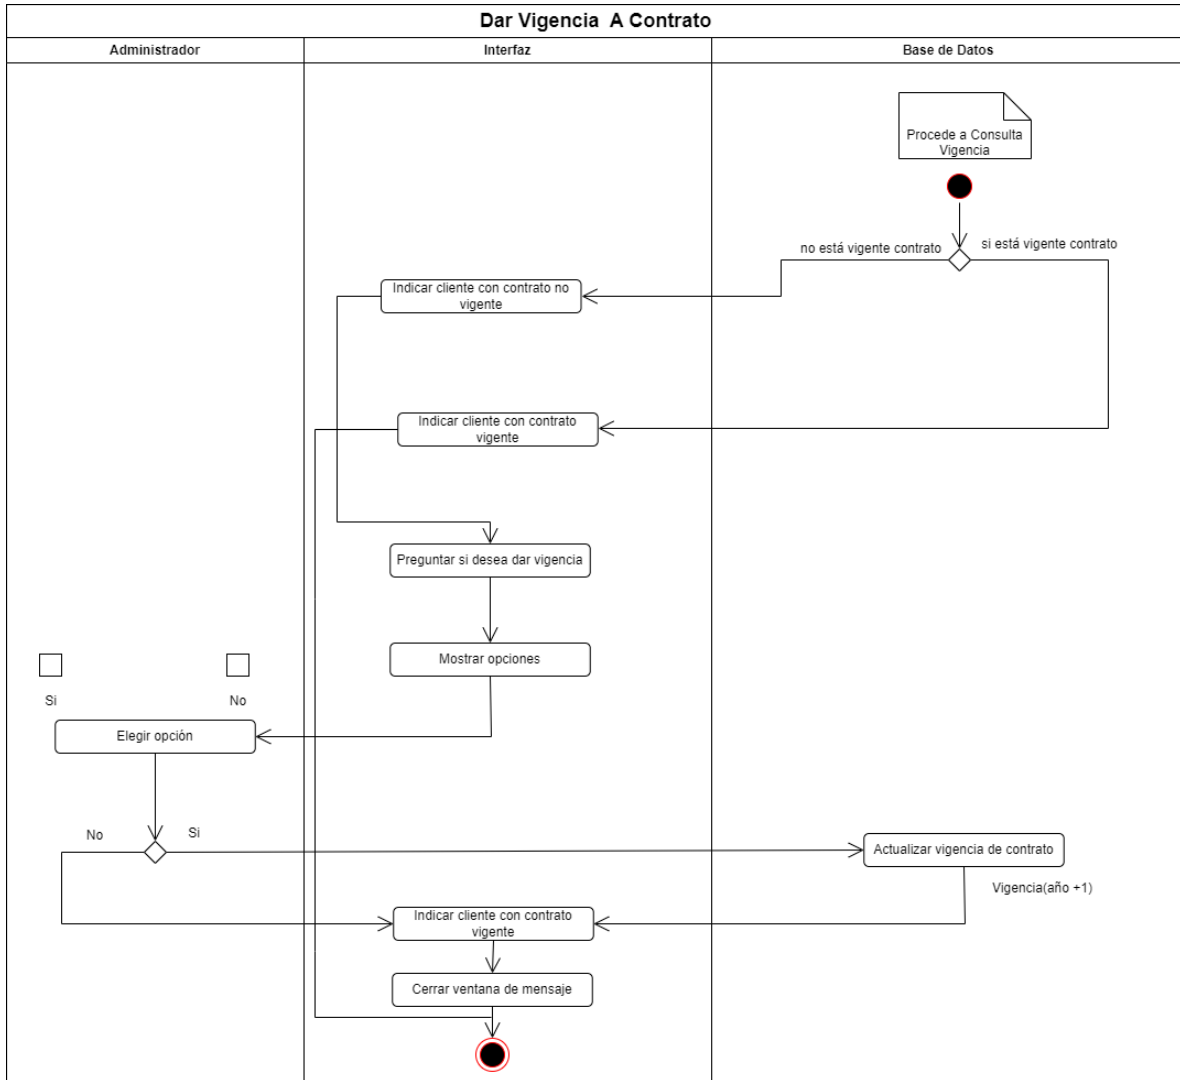 Dar Vigencia A Contrato
Administrador
Interfaz
Base de Datos
Procede a Consulta
Vigencia
no está vigente contrato
si está vigente contrato
Indicar cliente con contrato no
vigente
Indicar cliente con contrato
vigente
Preguntar si desea dar vigencia
Mostrar opciones
Si
No
Elegir opción
No
Si
Actualizar vigencia de contrato
Vigencia(año +1)
Indicar cliente con contrato
vigente
Cerrar ventana de mensaje